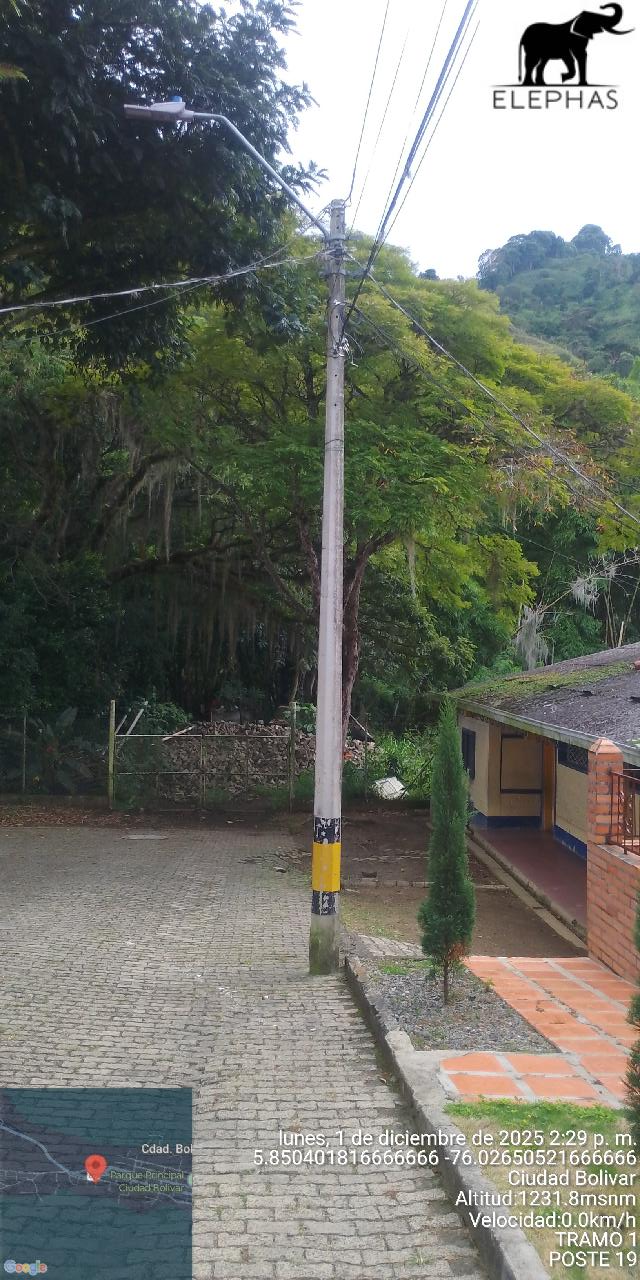 ELEPHAS
Cdad. Bol
Parque Principal
Ciudad Bolívar
Google
lunes, 1 de diciembre de 2025 2:29 p. m.
5.850401816666666 -76.02650521666666
Ciudad Bolivar
Altitud:1231.8msnm
Velocidad:0.0km/h
TRAMO 1
POSTE 19